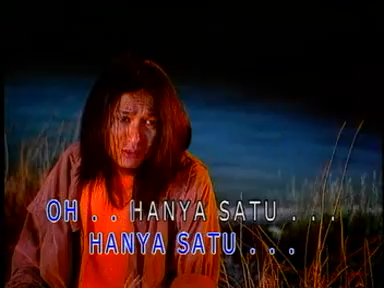 OH . . HANYA SATU . . .
HANYA SATU . . .